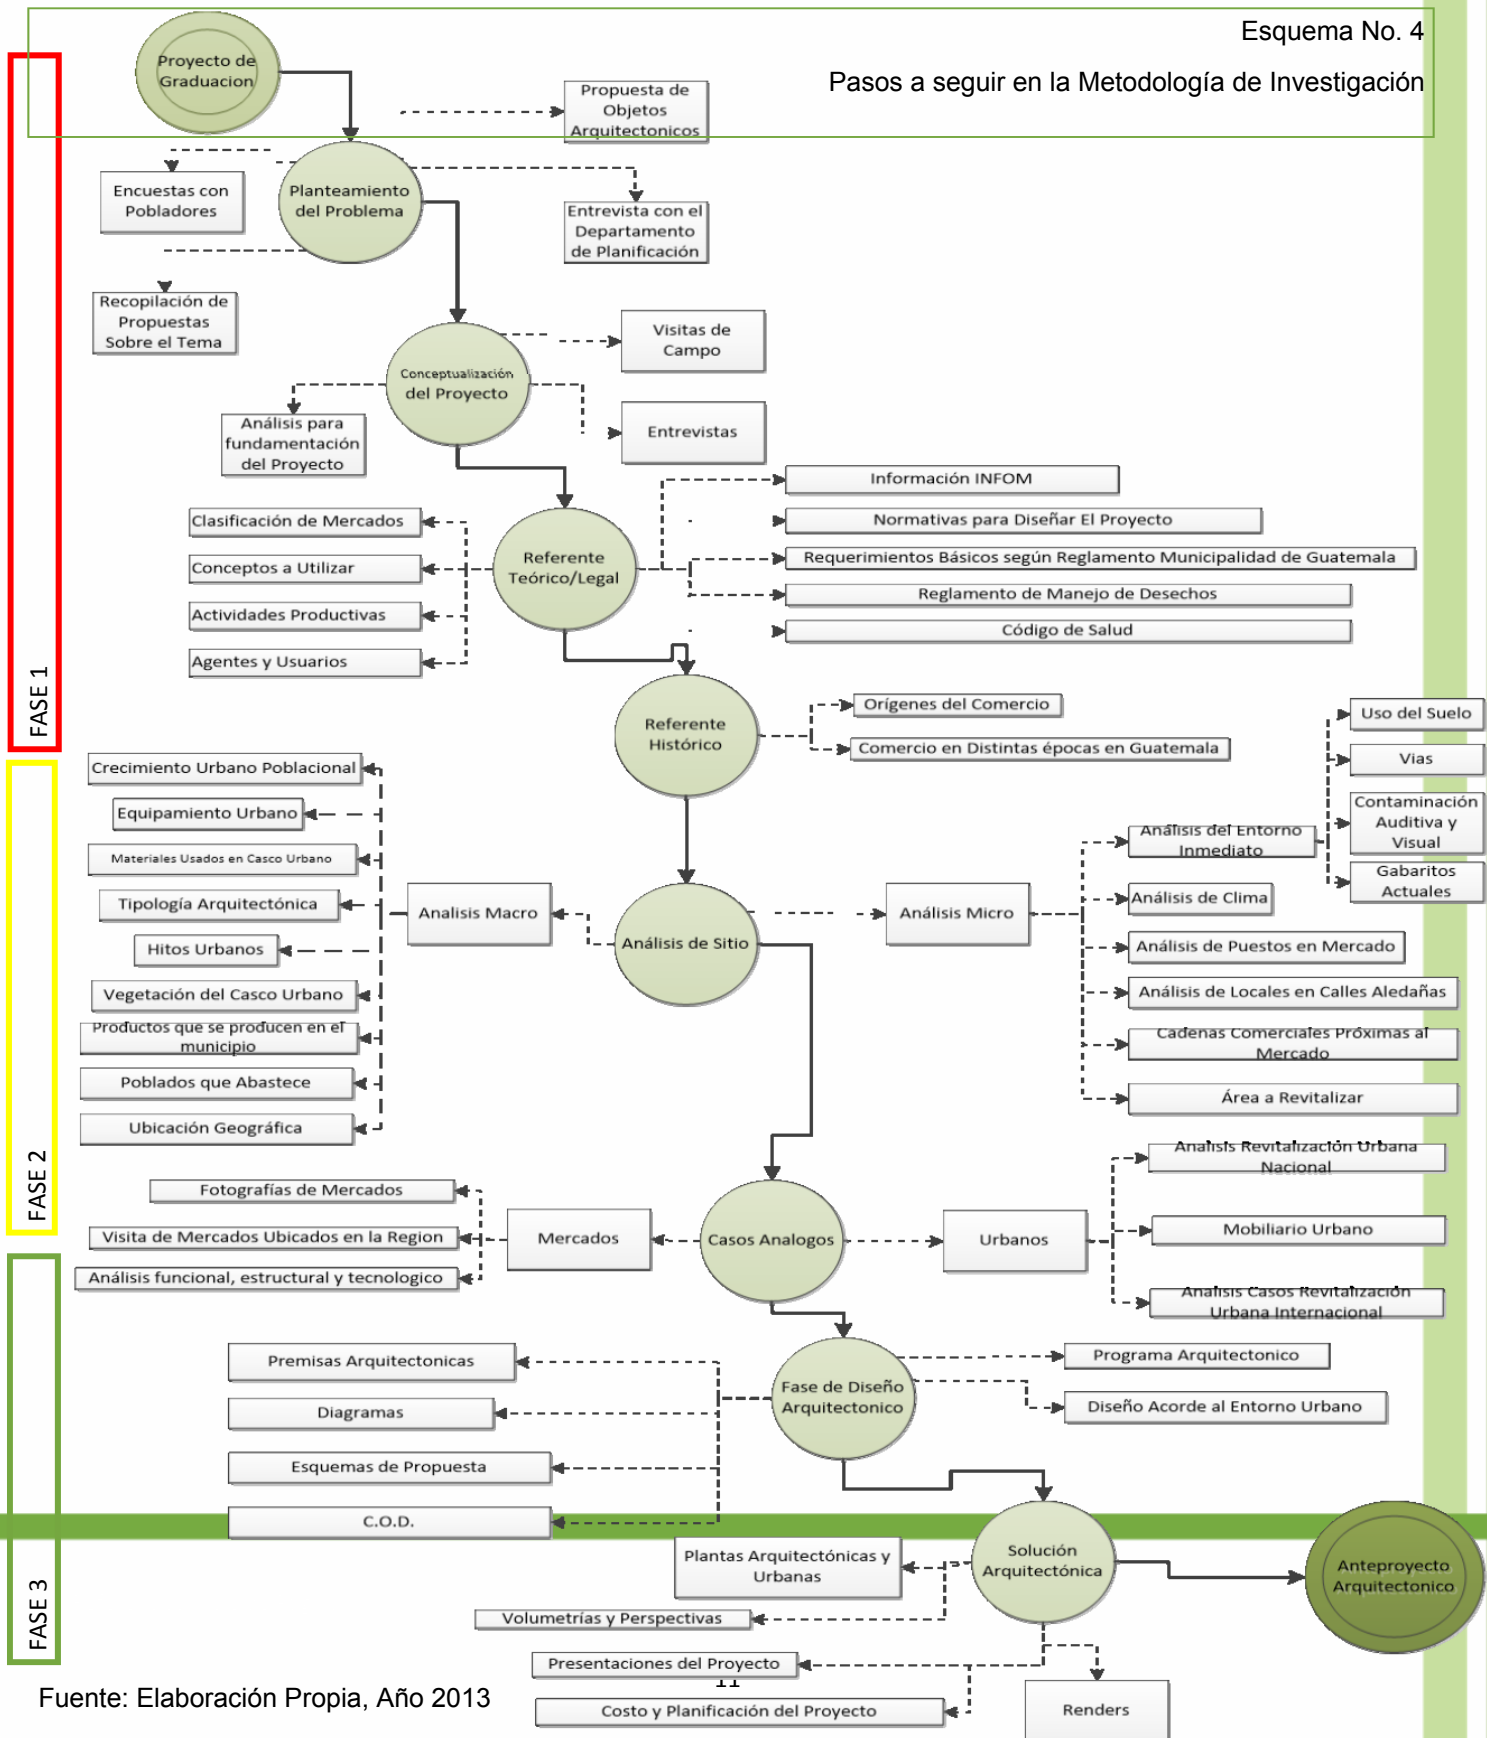 Esquema No. 4
Pasos a seguir en la Metodología de Investigación
Proyecto de
Graduacion
Propuesta de
Objetos
Arquitectonicos
Encuestas con
Pobladores
Planteamiento
del Problema
Entrevista con el
Departamento
de Planificación
Recopilación de
Propuestas
Sobre el Tema
Visitas de
Campo
Conceptualización
del Proyecto
Análisis para
fundamentación
del Proyecto
Entrevistas
Información INFOM
Clasificación de Mercados
Normativas para Diseñar El Proyecto
Referente
Teórico/Legal
Conceptos a Utilizar
Requerimientos Básicos según Reglamento Municipalidad de Guatemala
Actividades Productivas
Reglamento de Manejo de Desechos
Agentes y Usuarios
Código de Salud
FASE 1
Referente
Histórico
Orígenes del Comercio
Comercio en Distintas épocas en Guatemala
Uso del Suelo
Vias
Contaminación
Auditiva y
Visual
Gabaritos
Actuales
Crecimiento Urbano Poblacional
Equipamiento Urbano
Materiales Usados en Casco Urbano
Tipología Arquitectónica
Hitos Urbanos
Vegetación del Casco Urbano
Productos que se producen en el
municipio
Poblados que Abastece
Ubicación Geográfica
Analisis Macro
Análisis de Sitio
Análisis Micro
Análisis del Entorno
Inmediato
Análisis de Clima
Análisis de Puestos en Mercado
Análisis de Locales en Calles Aledañas
Cadenas Comerciales Próximas al
Mercado
Área a Revitalizar
FASE 2
Fotografías de Mercados
Visita de Mercados Ubicados en la Region
Análisis funcional, estructural y tecnologico
Mercados
Casos Analogos
Urbanos
Analisis Revitalización Urbana
Nacional
Mobiliario Urbano
Analisis Casos Revitalización
Urbana Internacional
Premisas Arquitectonicas
Diagramas
Esquemas de Propuesta
C.O.D.
Fase de Diseño
Arquitectonico
Programa Arquitectonico
Diseño Acorde al Entorno Urbano
FASE 3
Plantas Arquitectónicas y
Urbanas
Solución
Arquitectónica
Anteproyecto
Arquitectonico
Volumetrías y Perspectivas
Presentaciones del Proyecto
11
Costo y Planificación del Proyecto
Renders
Fuente: Elaboración Propia, Año 2013